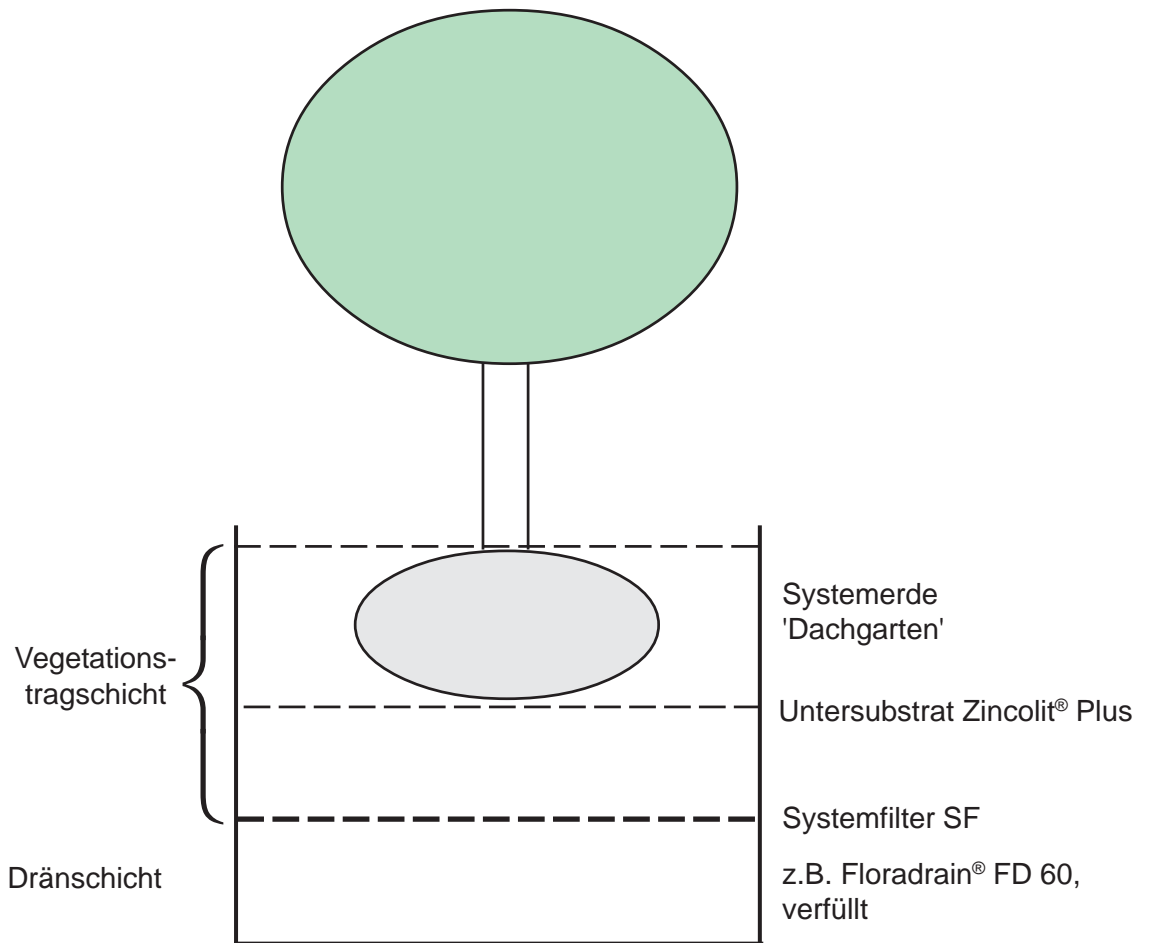 Systemerde
'Dachgarten'
Vegetations-
tragschicht
Untersubstrat Zincolit® Plus
Systemfilter SF
Dränschicht
z.B. Floradrain® FD 60,
verfüllt